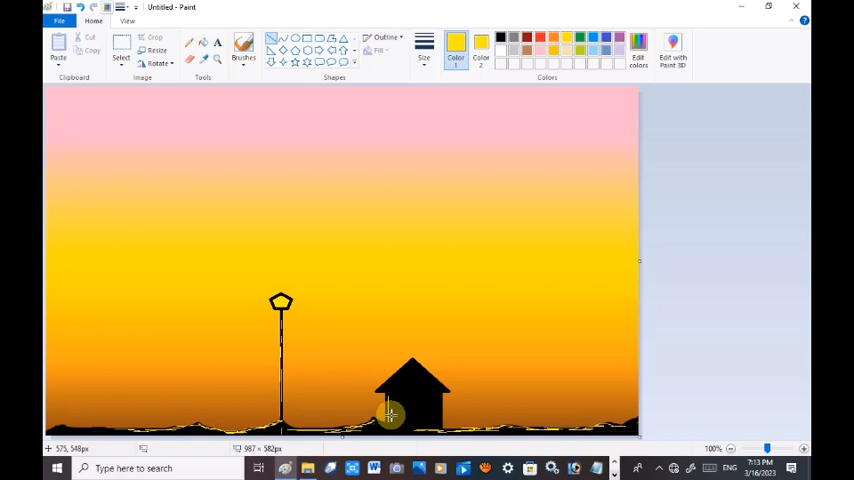 Untitled - Paint
File Home View
Paste Cut Copy Select Crop Resize Rotate A Brushes Outline Fill Size Color 1 Color 2 Edit colors Edit with Paint 3D
Clipboard Image Tools Shapes Colors
575, 548px 987 × 582px 100%
Type here to search W ENG 7:13 PM
3/16/2023